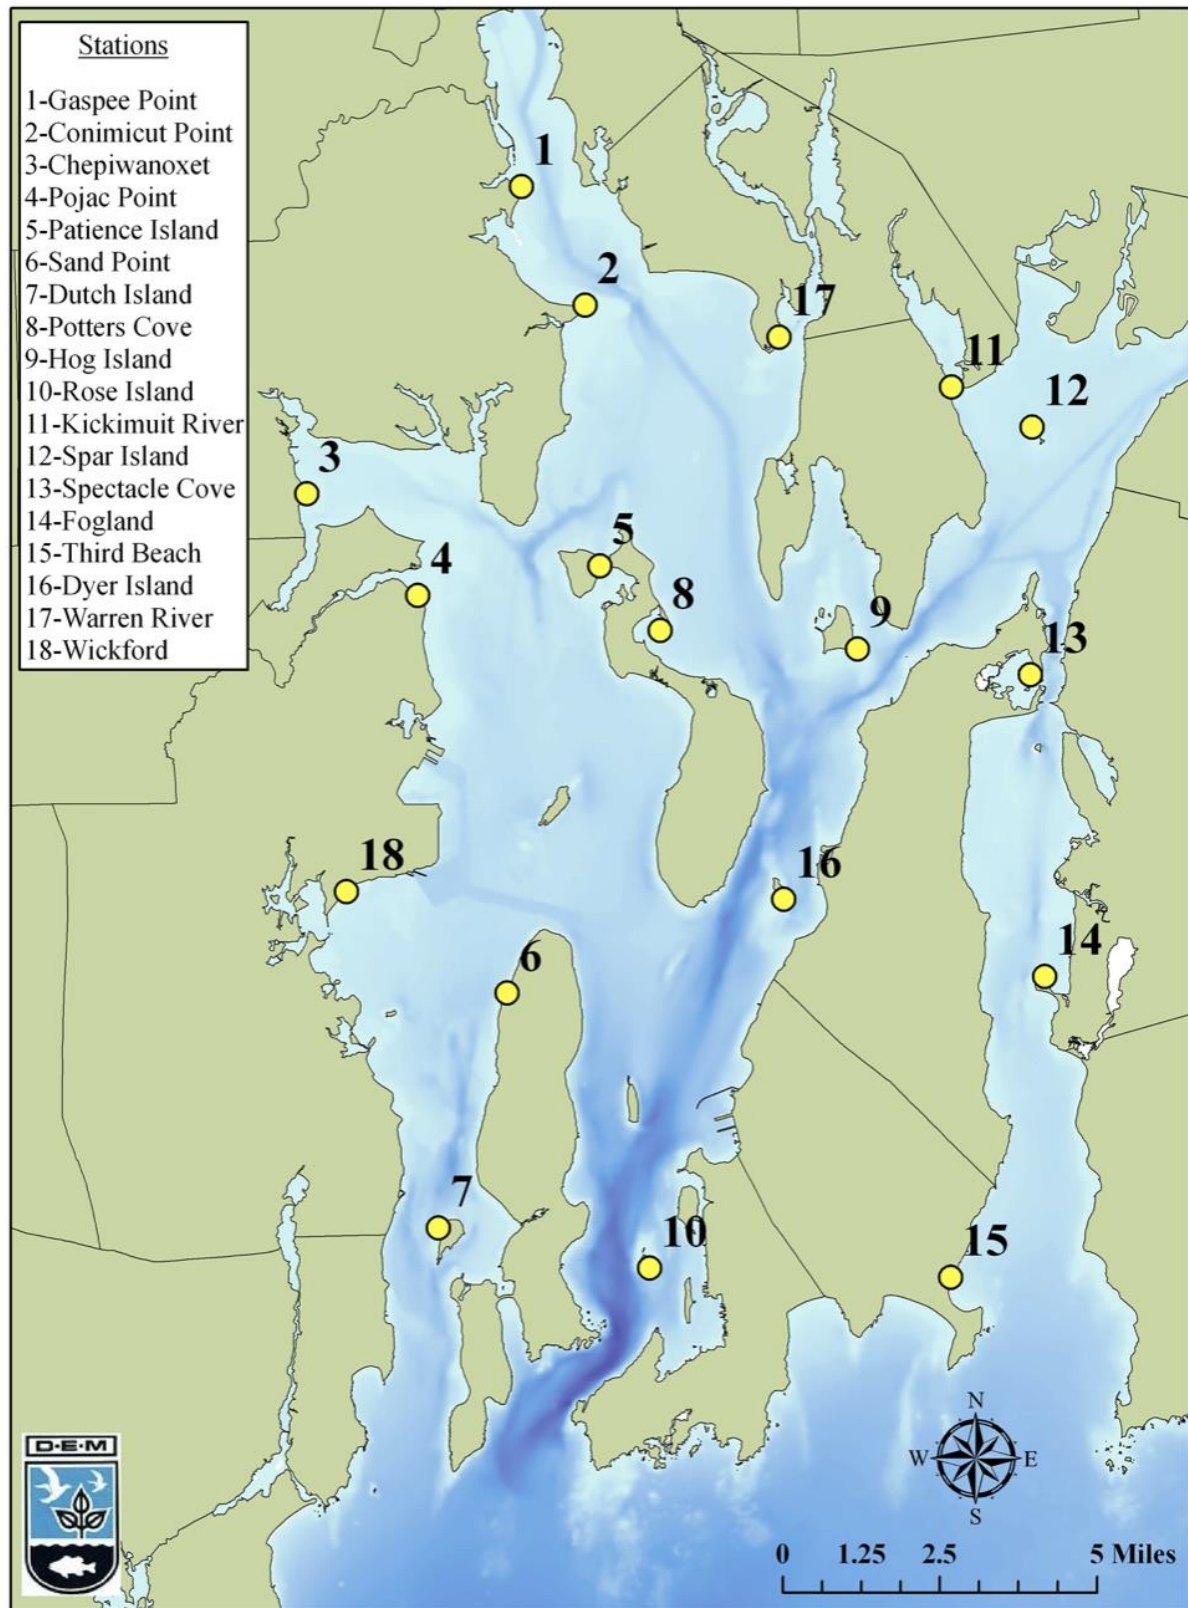 Stations
1-Gaspee Point
2-Conimicut Point
3-Chepiwanoxet
4-Pojac Point
5-Patience Island
6-Sand Point
7-Dutch Island
8-Potters Cove
9-Hog Island
10-Rose Island
11-Kickimuit River
12-Spar Island
13-Spectacle Cove
14-Fogland
15-Third Beach
16-Dyer Island
17-Warren River
18-Wickford
1
2
17
11
12
3
5
4
8
9
13
18
16
6
14
7
10
15
N
W E
S
D·E·M
0 1.25 2.5 5 Miles